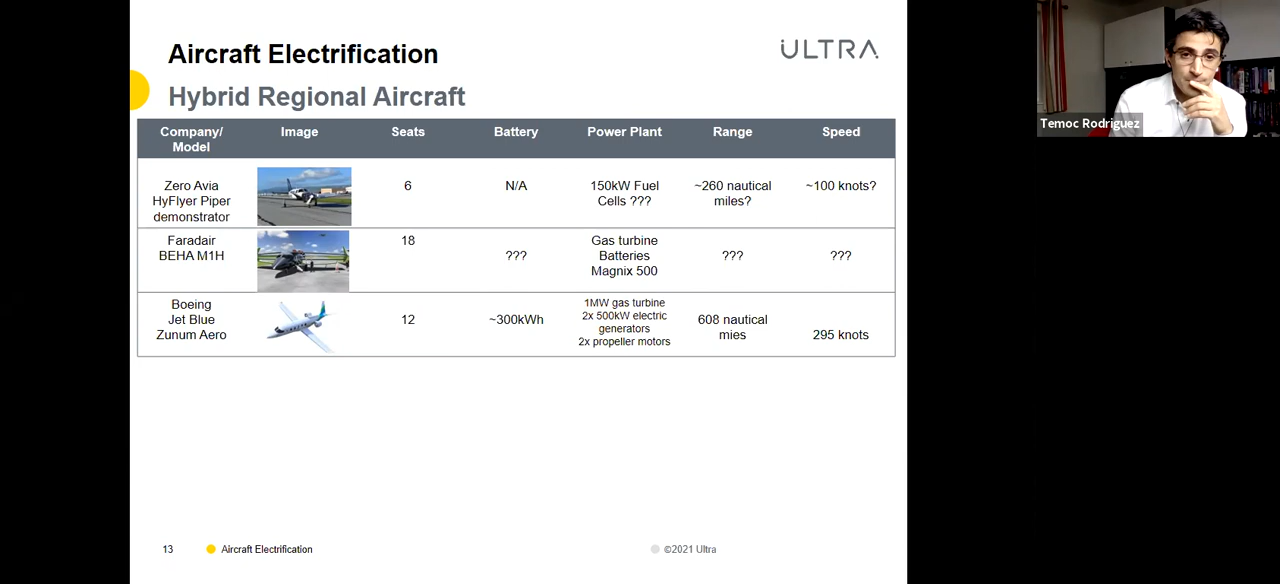 Aircraft Electrification
ULTRA
Hybrid Regional Aircraft
Company/
Model
Image
Seats
Battery
Power Plant
Range
Speed
Zero Avia
HyFlyer Piper
demonstrator
6
N/A
150kW Fuel
Cells ???
~260 nautical
miles?
~100 knots?
Faradair
BEHA M1H
18
???
Gas turbine
Batteries
Magnix 500
???
???
Boeing
Jet Blue
Zunum Aero
12
~300kWh
1MW gas turbine
2x 500kW electric
generators
2x propeller motors
608 nautical
mies
295 knots
13
Aircraft Electrification
©2021 Ultra
Temoc Rodriguez